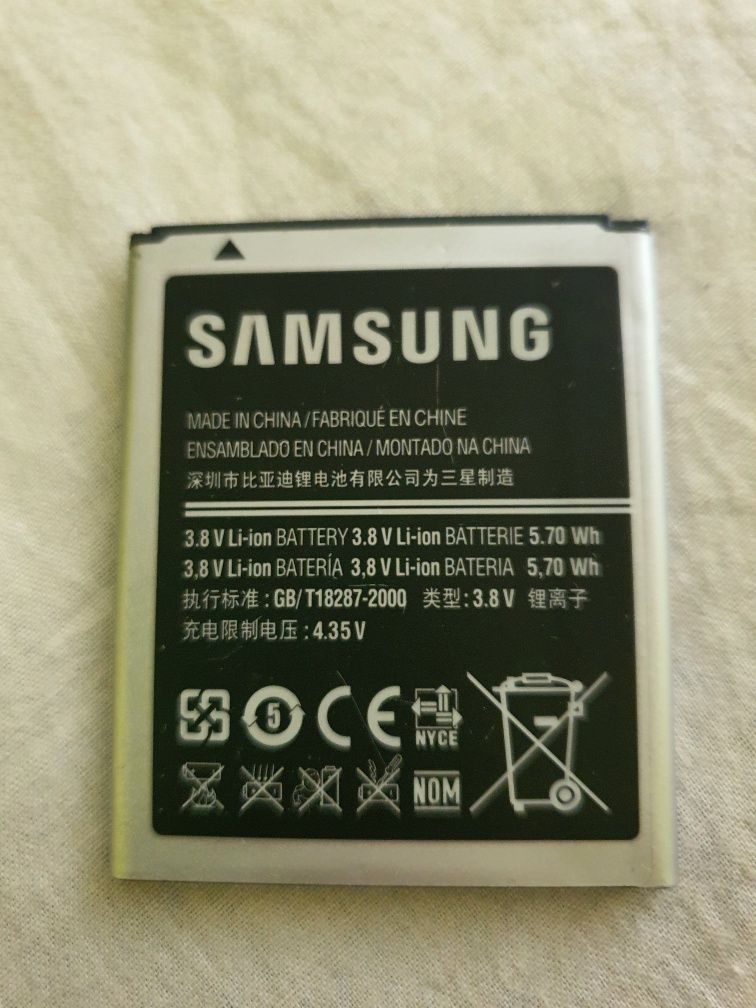 SAMSUNG
MADE IN CHINA / FABRIQUÉ EN CHINE
ENSAMBLADO EN CHINA / MONTADO NA CHINA
深圳市比亚迪锂电池有限公司为三星制造
3.8 V Li-ion BATTERY 3.8 V Li-ion BATTERIE 5.70 Wh
3,8 V Li-ion BATERÍA 3,8 V Li-ion BATERIA 5,70 Wh
执行标准 : GB/T18287-2000 类型 : 3.8 V 锂离子
充电限制电压 : 4.35 V
5 CE NYCE
NOM